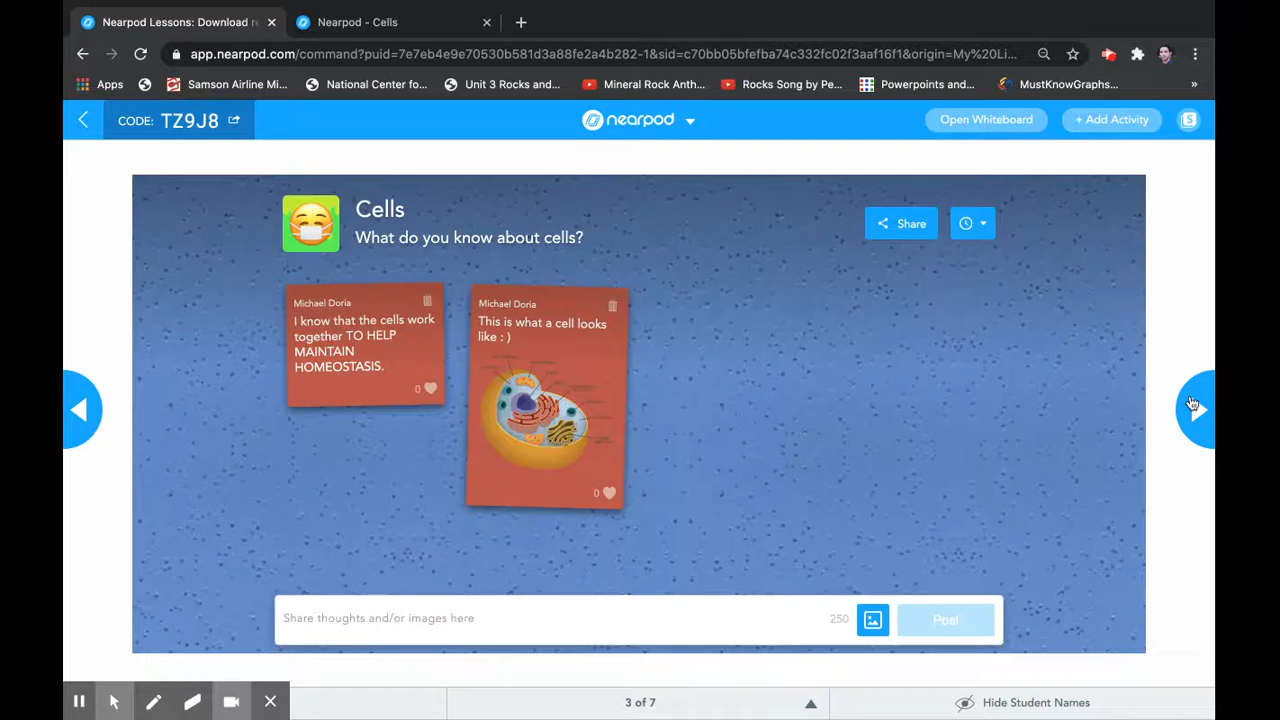 Nearpod Lessons: Download re
Nearpod - Cells
app.nearpod.com/command?puid=7e7eb4e9e70530b581d3a88fe2a4b282-1&sid=c70bb05bfefba74c332fc02f3aaf16f1&origin=My%20Li...
Apps
Samson Airline Mi...
National Center fo...
Unit 3 Rocks and...
Mineral Rock Anth...
Rocks Song by Pe...
Powerpoints and...
MustKnowGraphs...
»
CODE: TZ9J8
nearpod
Open Whiteboard
+ Add Activity
S
Cells
What do you know about cells?
Share
Michael Doria
I know that the cells work
together TO HELP
MAINTAIN
HOMEOSTASIS.
0
Michael Doria
This is what a cell looks
like : )
0
Share thoughts and/or images here
250
Post
3 of 7
Hide Student Names